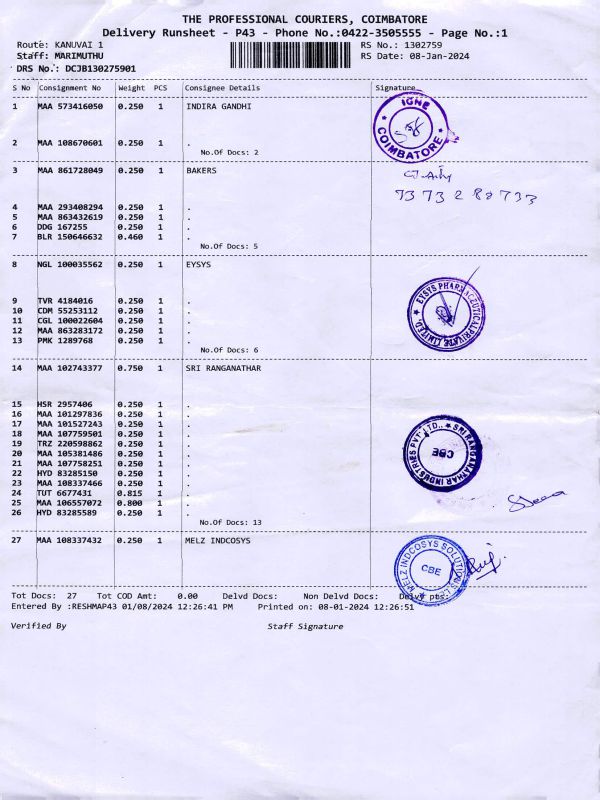 THE PROFESSIONAL COURIERS, COIMBATORE
Delivery Runsheet - P43 - Phone No.:0422-3505555 - Page No.:1
Route: KANUVAI 1 RS No.: 1302759
Staff: MARIMUTHU RS Date: 08-Jan-2024
DRS No.: DCJB130275901
S No Consignment No Weight PCS Consignee Details Signature
1 MAA 573416050 0.250 1 INDIRA GANDHI
IGNE
COIMBATORE
2 MAA 108670601 0.250 1 .
No.Of Docs: 2
3 MAA 861728049 0.250 1 BAKERS
9373288733
4 MAA 293408294 0.250 1 .
5 MAA 863432619 0.250 1 .
6 DDG 167255 0.250 1 .
7 BLR 150646632 0.460 1 .
No.Of Docs: 5
8 NGL 100035562 0.250 1 EYSYS
EYSYS PHARMACEUTICAL PRIVATE LIMITED.
9 TVR 4184016 0.250 1 .
10 CDM 55253112 0.250 1 .
11 CGL 100022604 0.250 1 .
12 MAA 863283172 0.250 1 .
13 PMK 1289768 0.250 1 .
No.Of Docs: 6
14 MAA 102743377 0.750 1 SRI RANGANATHAR
15 HSR 2957406 0.250 1 .
16 MAA 101297836 0.250 1 .
17 MAA 101527243 0.250 1 .
18 MAA 107759501 0.250 1 .
19 TRZ 220598862 0.250 1 .
20 MAA 105381486 0.250 1 .
21 MAA 107758251 0.250 1 .
22 HYD 83285150 0.250 1 .
23 MAA 108337466 0.250 1 .
24 TUT 6677431 0.815 1 .
25 MAA 106557072 0.800 1 .
26 HYD 83285589 0.250 1 .
SRI RANGANATHAR INDUSTRIES PVT. LTD.,
CBE
No.Of Docs: 13
27 MAA 108337432 0.250 1 MELZ INDCOSYS
MELZ INDCOSYS SOLUTIONS
CBE
Tot Docs: 27 Tot COD Amt: 0.00 Delvd Docs: Non Delvd Docs: Delvy pts:
Entered By :RESHMAP43 01/08/2024 12:26:41 PM Printed on: 08-01-2024 12:26:51
Verified By Staff Signature